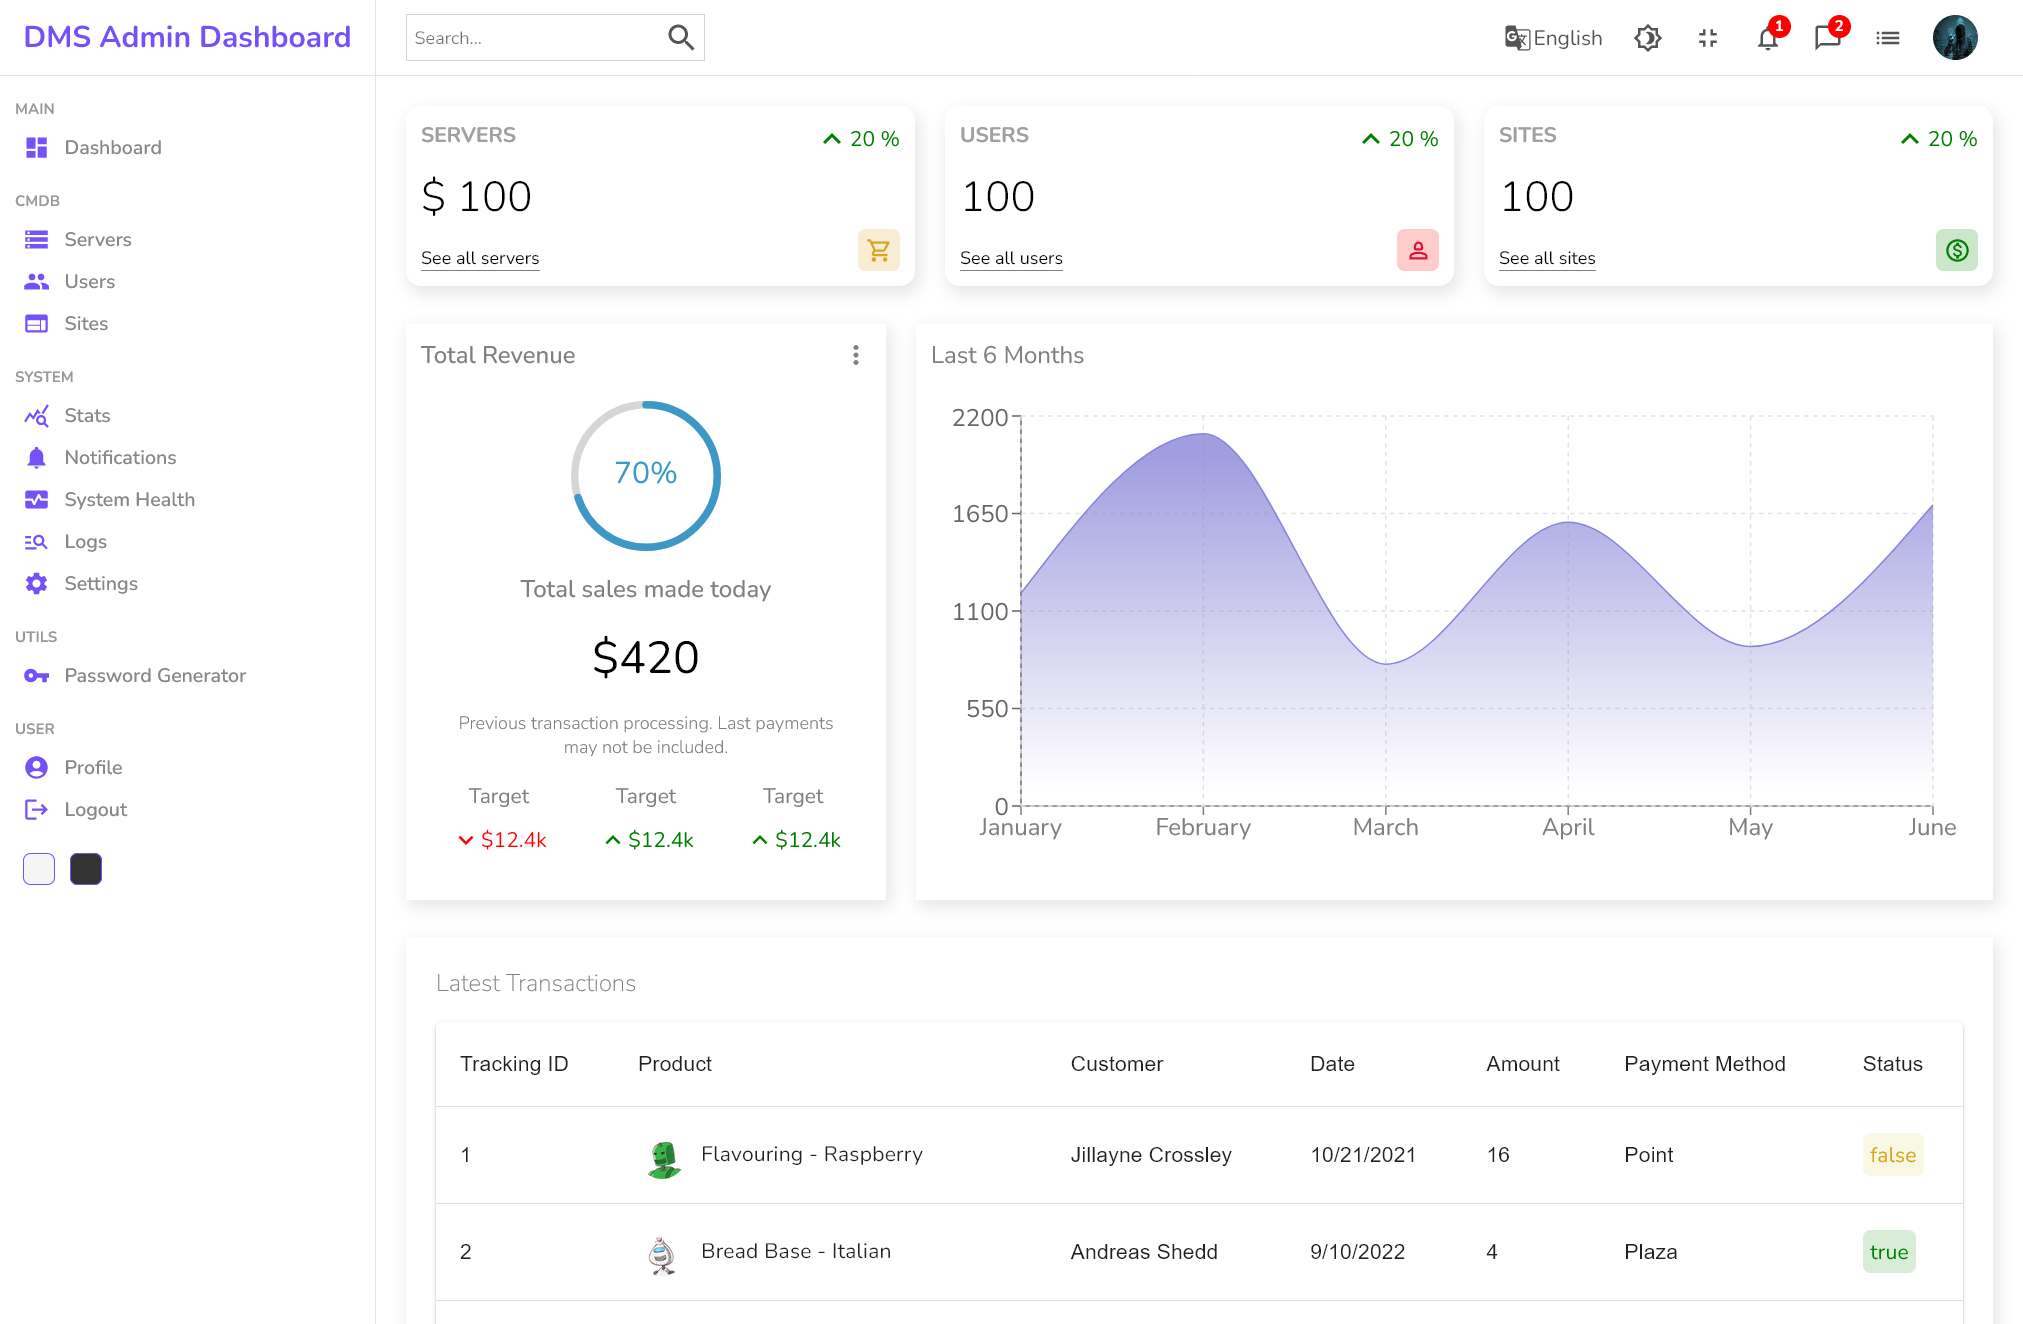 DMS Admin Dashboard
Search...
English
1
2
MAIN
Dashboard
CMDB
Servers
Users
Sites
SYSTEM
Stats
Notifications
System Health
Logs
Settings
UTILS
Password Generator
USER
Profile
Logout
SERVERS
20 %
$ 100
See all servers
USERS
20 %
100
See all users
SITES
20 %
100
See all sites
Total Revenue
70%
Total sales made today
$420
Previous transaction processing. Last payments
may not be included.
Target Target Target
$12.4k $12.4k $12.4k
Last 6 Months
2200
1650
1100
550
0
January February March April May June
Latest Transactions
Tracking ID Product Customer Date Amount Payment Method Status
1 Flavouring - Raspberry Jillayne Crossley 10/21/2021 16 Point false
2 Bread Base - Italian Andreas Shedd 9/10/2022 4 Plaza true